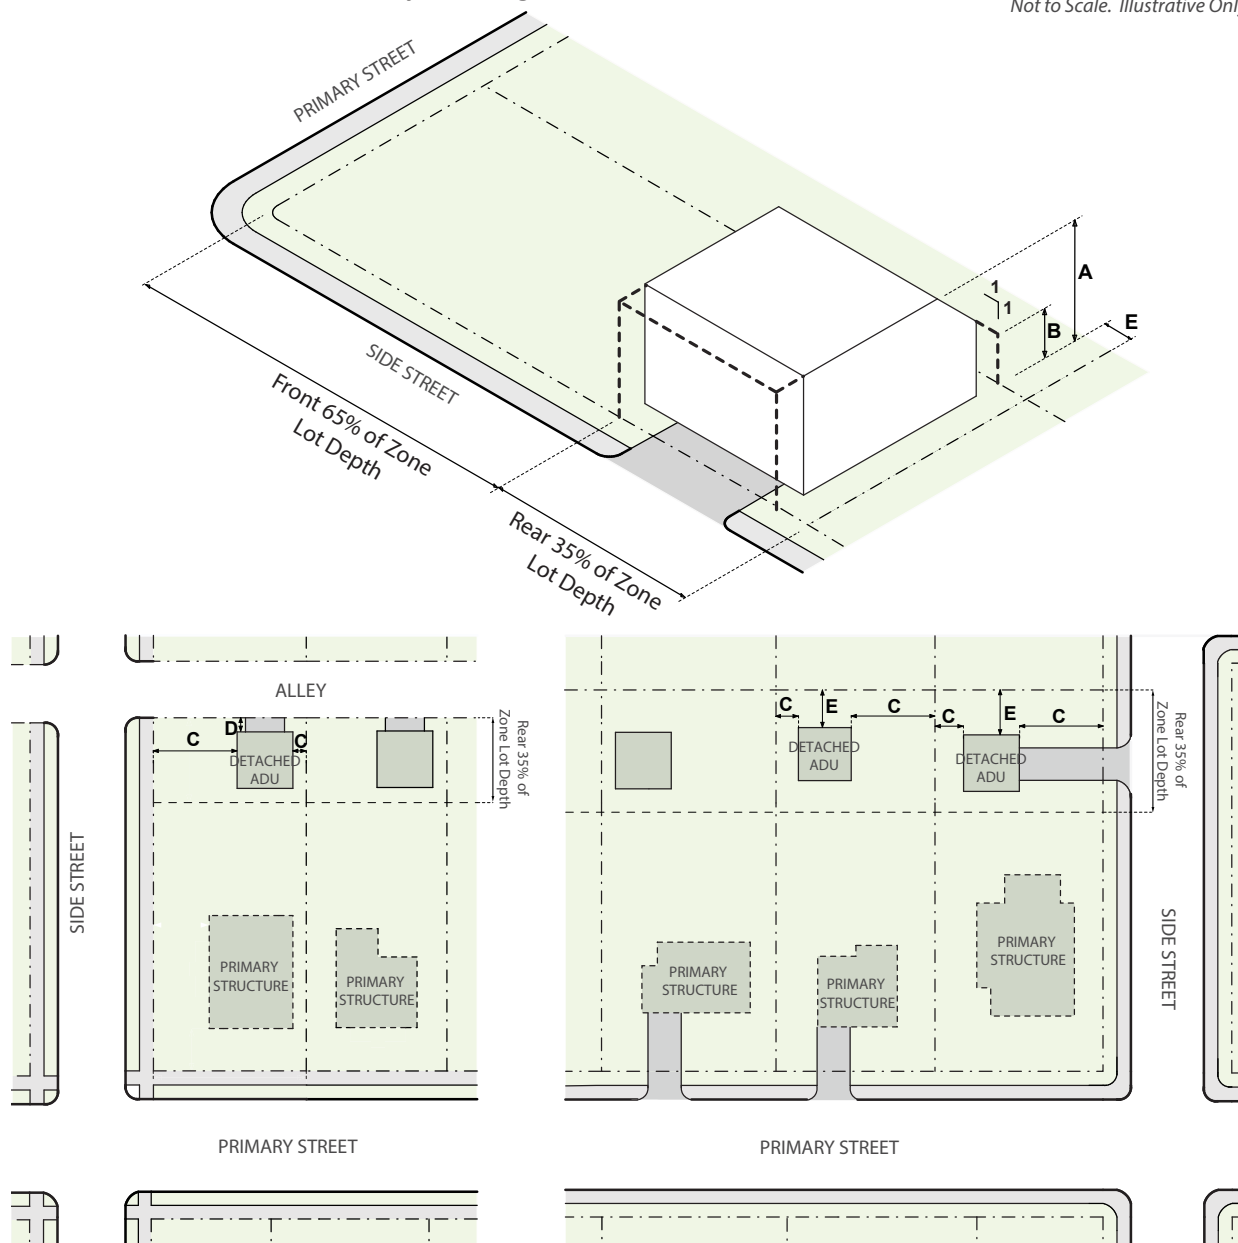 Not to Scale. Illustrative Only
PRIMARY STREET
A
1
1
B
E
SIDE STREET
Front 65% of Zone
Lot Depth
Rear 35% of Zone
Lot Depth
ALLEY
D
C
C
DETACHED
ADU
Rear 35% of
Zone Lot Depth
SIDE STREET
PRIMARY
STRUCTURE
PRIMARY
STRUCTURE
PRIMARY STREET
C
E
C
C
E
C
DETACHED
ADU
DETACHED
ADU
Rear 35% of
Zone Lot Depth
PRIMARY
STRUCTURE
PRIMARY
STRUCTURE
PRIMARY
STRUCTURE
SIDE STREET
PRIMARY STREET